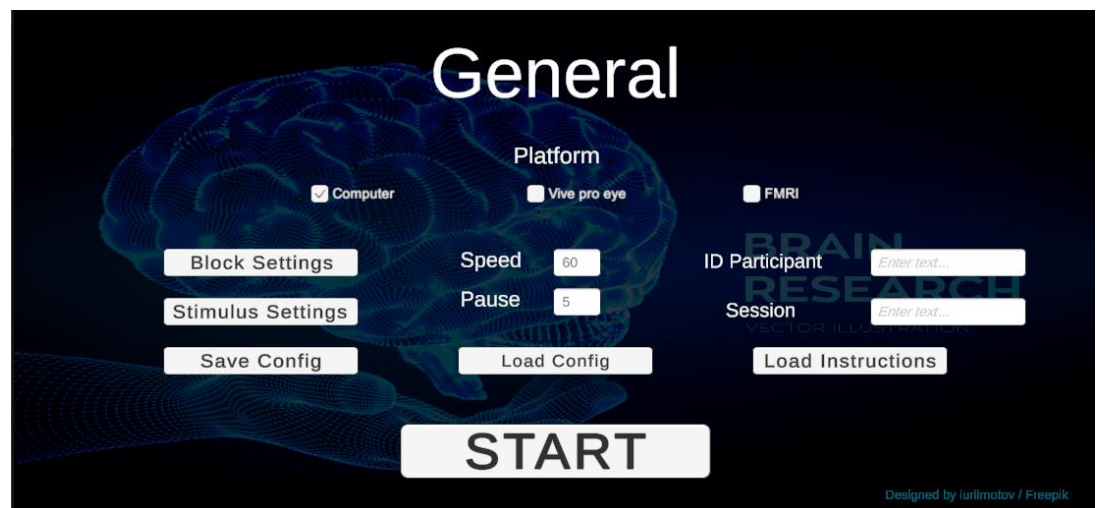 General
Platform
Computer
Vive pro eye
FMRI
BRAIN
RESEARCH
VECTOR ILLUSTRATION
Block Settings
Speed
60
ID Participant
Enter text...
Stimulus Settings
Pause
5
Session
Enter text...
Save Config
Load Config
Load Instructions
START
Designed by iurilmotov / Freepik